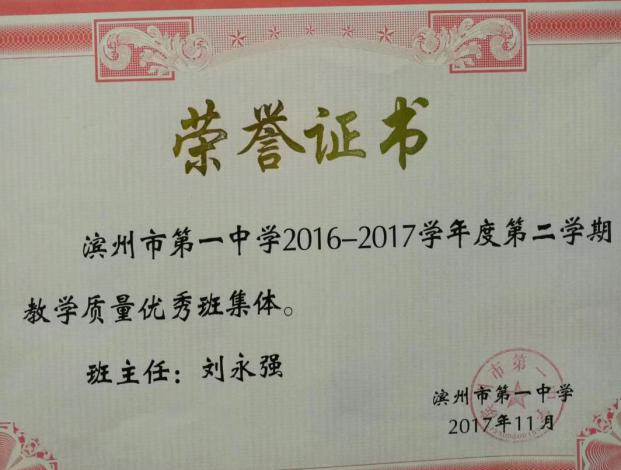 荣誉证书
滨州市第一中学2016-2017学年度第二学期
教学质量优秀班集体。
班主任：刘永强
滨州市第一中学
2017年11月